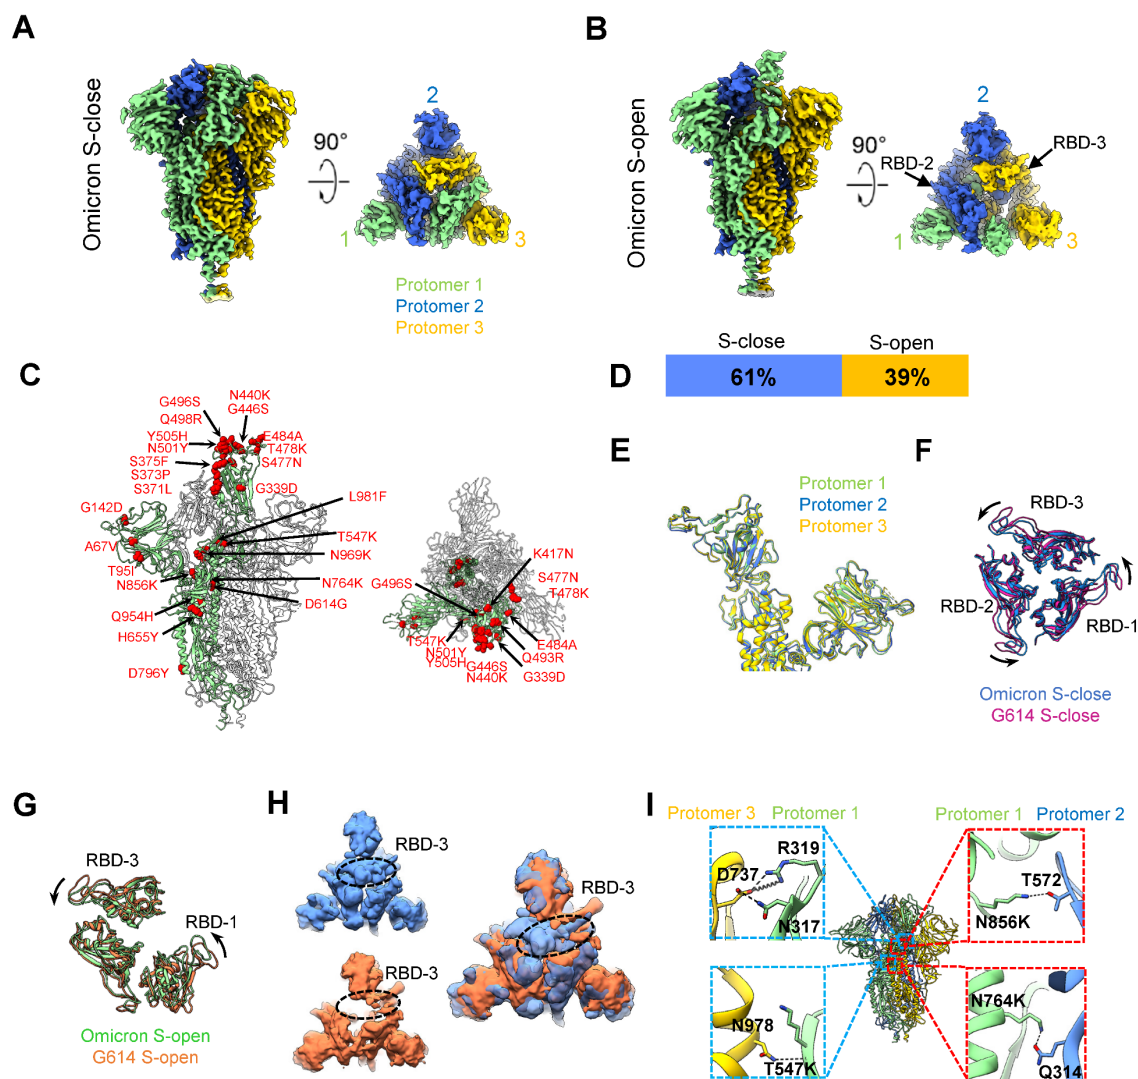 A
Omicron S-close
90°
2
1
3
Protomer 1
Protomer 2
Protomer 3
B
Omicron S-open
90°
2
RBD-2
RBD-3
1
3
C
G496S
Q498R
Y505H
N501Y
S375F
S373P
S371L
N440K
G446S
E484A
T478K
S477N
G339D
G142D
A67V
T95I
N856K
Q954H
H655Y
D796Y
L981F
T547K
N969K
N764K
D614G
K417N
G496S
S477N
T478K
T547K
N501Y
Y505H
G446S
N440K
E484A
Q493R
G339D
D
S-close
S-open
61%
39%
E
Protomer 1
Protomer 2
Protomer 3
F
RBD-3
RBD-2
RBD-1
Omicron S-close
G614 S-close
G
RBD-3
RBD-1
Omicron S-open
G614 S-open
H
RBD-3
RBD-3
RBD-3
I
Protomer 3
Protomer 1
Protomer 1
Protomer 2
D737
R319
N317
T572
N856K
N978
T547K
N764K
Q314